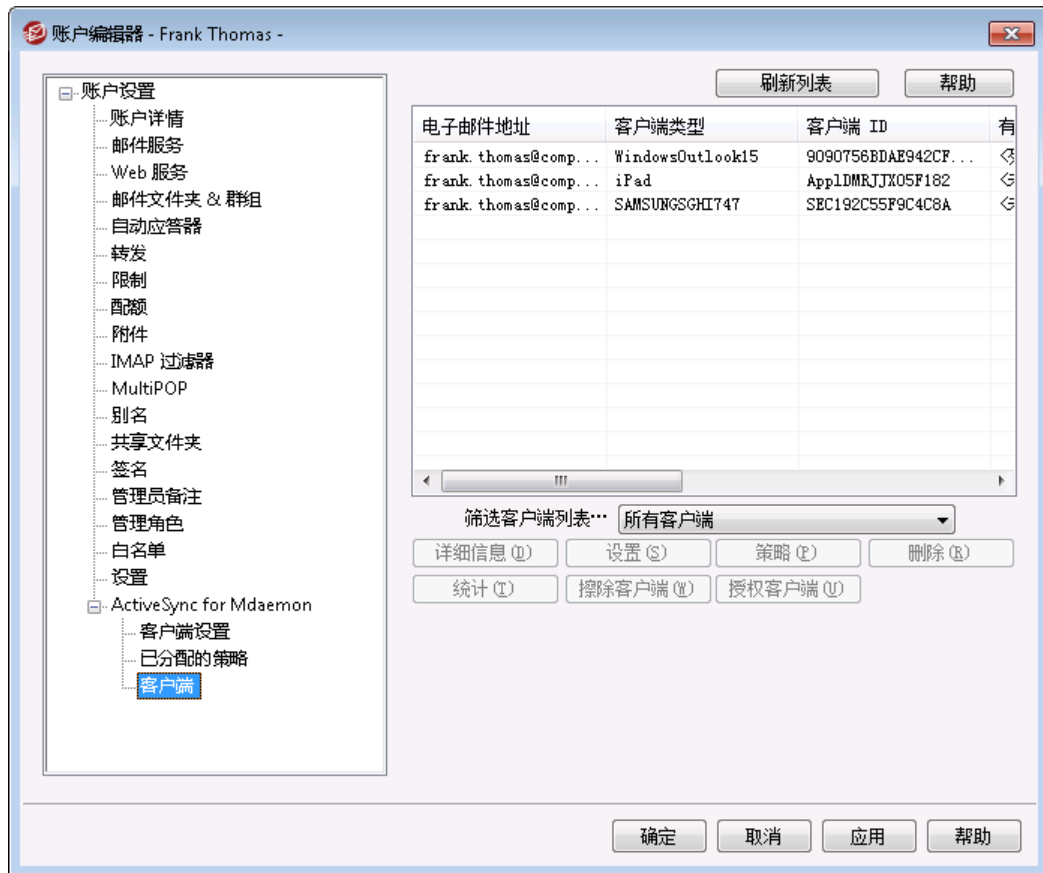 账户编辑器 - Frank Thomas -
账户设置
账户详情
邮件服务
Web 服务
邮件文件夹 & 群组
自动应答器
转发
限制
配额
附件
IMAP 过滤器
MultiPOP
别名
共享文件夹
签名
管理员备注
管理角色
白名单
设置
ActiveSync for Mdaemon
客户端设置
已分配的策略
客户端
刷新列表 帮助
电子邮件地址 客户端类型 客户端 ID 有
frank.thomas@comp... WindowsOutlook15 9090756BDAE942CF...
frank.thomas@comp... iPad ApplDMRJJX05F182
frank.thomas@comp... SAMSUNGSGHI747 SEC192C55F9C4C8A
筛选客户端列表… 所有客户端
详细信息(D) 设置(S) 策略(P) 删除(R)
统计(T) 擦除客户端(W) 授权客户端(U)
确定 取消 应用 帮助